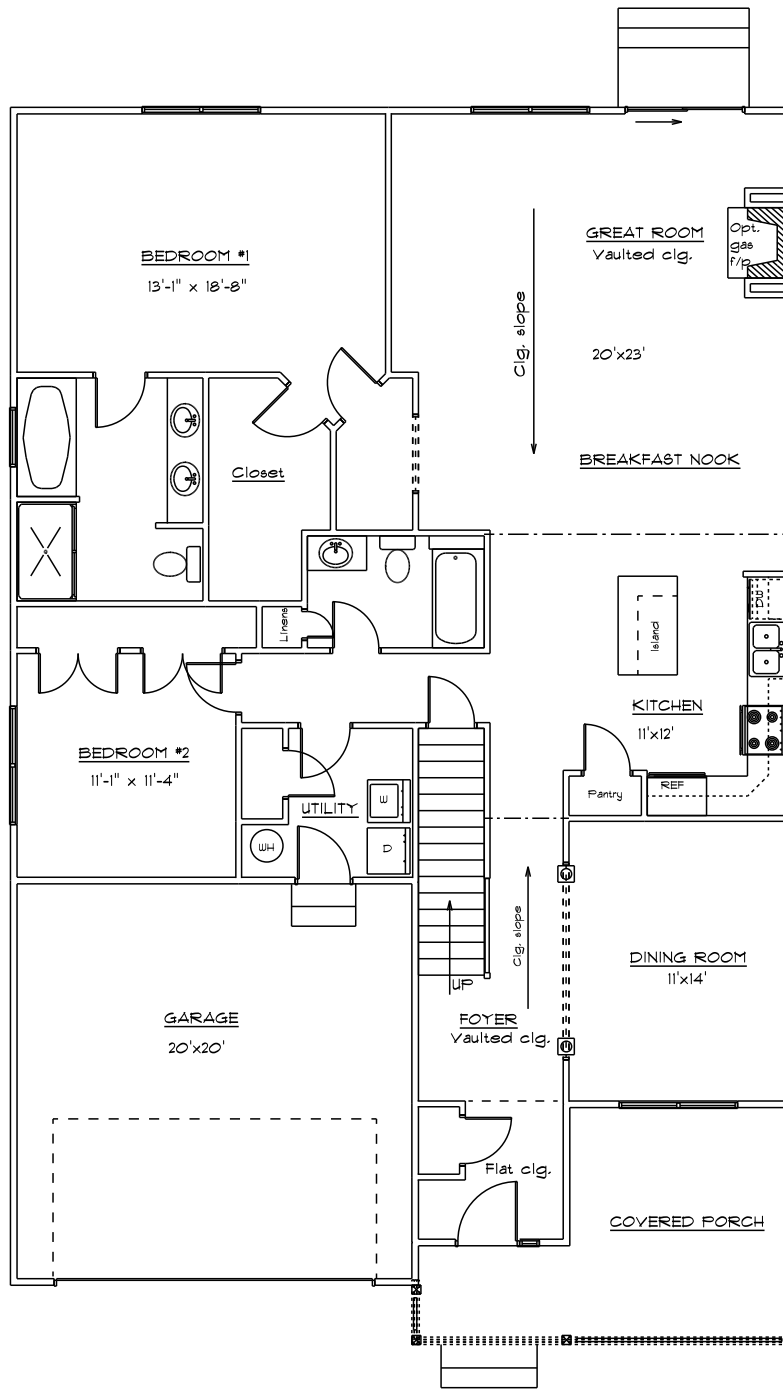 GREAT ROOM
Vaulted clg.
Opt.
gas
f/p
BEDROOM #1
13'-1" x 18'-8"
Clg. slope
20'x23'
BREAKFAST NOOK
Closet
Linens
DW
Island
KITCHEN
11'x12'
BEDROOM #2
11'-1" x 11'-4"
REF
Pantry
UTILITY
W
WH
D
Clg. slope
DINING ROOM
11'x14'
UP
GARAGE
20'x20'
FOYER
Vaulted clg.
Flat clg.
COVERED PORCH